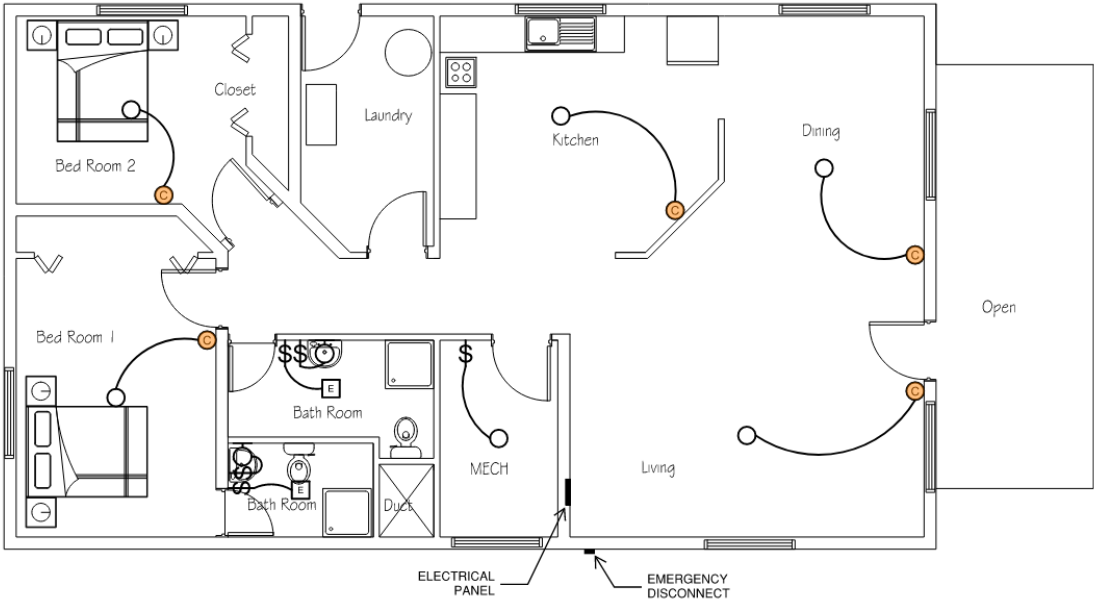 Closet
Laundry
Bed Room 2
C
Kitchen
Dining
C
C
Open
Bed Room 1
C
$$
$
E
Bath Room
C
MECH
Living
$
$
E
Bath Room
Duct
ELECTRICAL
PANEL
EMERGENCY
DISCONNECT